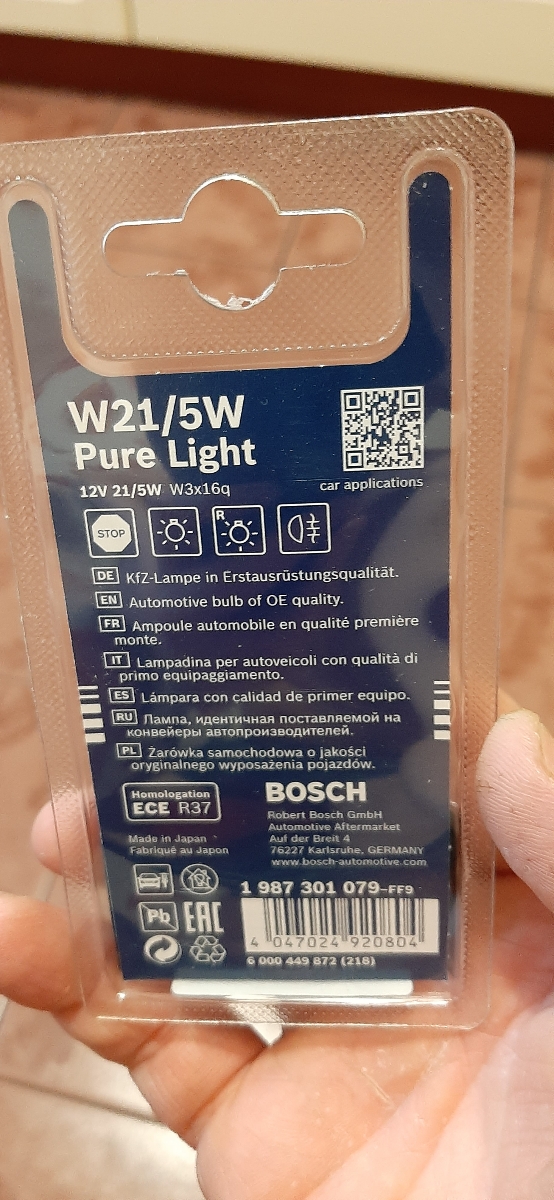 W21/5W
Pure Light
12V 21/5W W3x16q
car applications
STOP
R
DE KfZ-Lampe in Erstausrüstungsqualität.
EN Automotive bulb of OE quality.
FR Ampoule automobile en qualité première
monte.
IT Lampadina per autoveicoli con qualità di
primo equipaggiamento.
ES Lámpara con calidad de primer equipo.
RU Лампа, идентичная поставляемой на
конвейеры автопроизводителей.
PL Żarówka samochodowa o jakości
oryginalnego wyposażenia pojazdów.
Homologation
ECE R37
BOSCH
Robert Bosch GmbH
Automotive Aftermarket
Auf der Breit 4
76227 Karlsruhe, GERMANY
www.bosch-automotive.com
Made in Japan
Fabriqué au Japon
1 987 301 079-FF9
Pb EAC
4 047024 920804
6 000 449 872 (218)